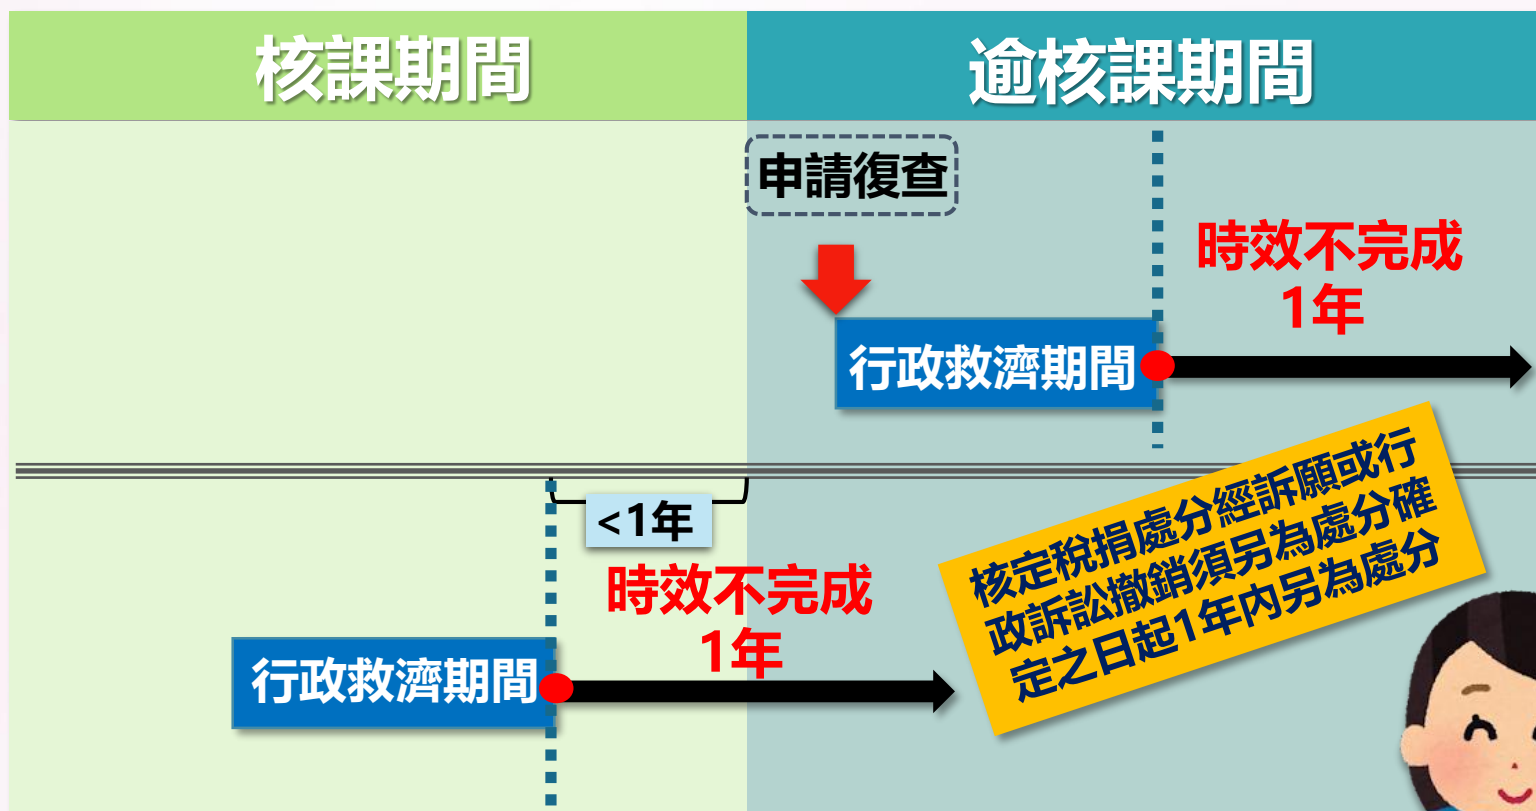 核課期間
逾核課期間
申請復查
時效不完成
1年
行政救濟期間
<1年
時效不完成
1年
行政救濟期間
核定稅捐處分經訴願或行
政訴訟撤銷須另為處分確
定之日起1年內另為處分